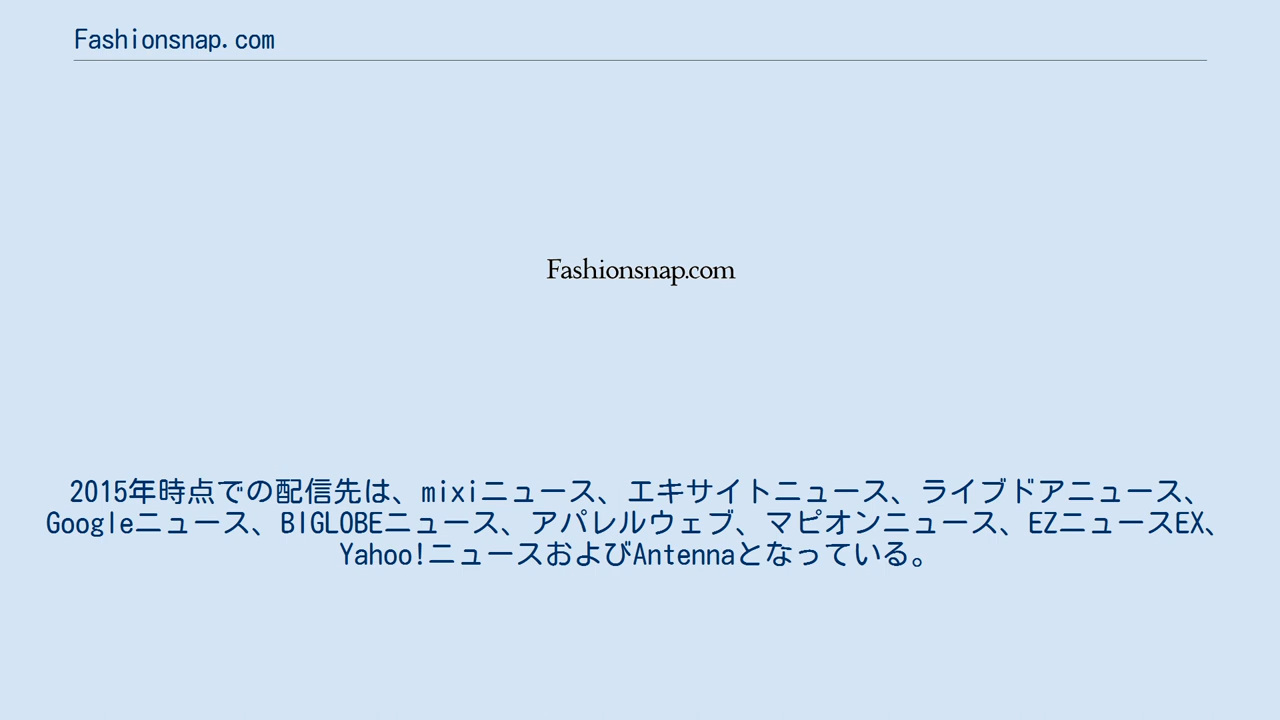 Fashionsnap.com
Fashionsnap.com
2015年時点での配信先は、mixiニュース、エキサイトニュース、ライブドアニュース、
Googleニュース、BIGLOBEニュース、アパレルウェブ、マピオンニュース、EZニュースEX、
Yahoo!ニュースおよびAntennaとなっている。